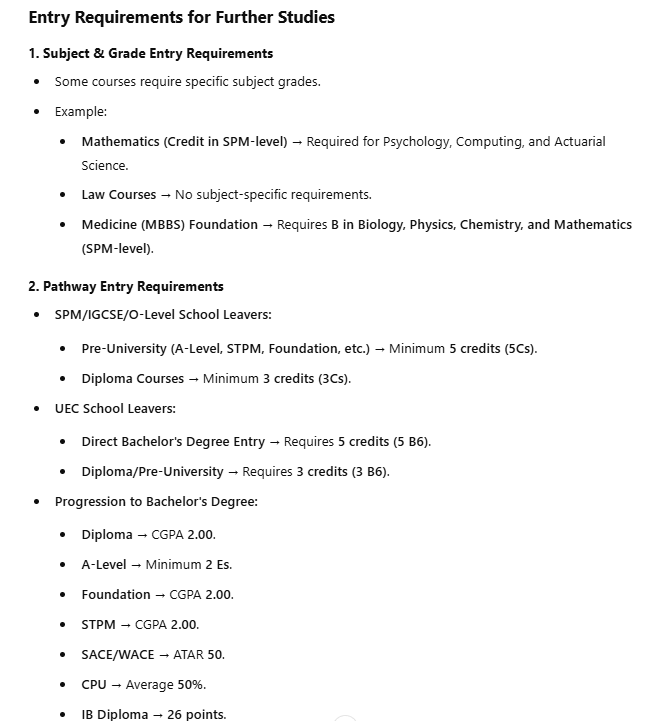 Entry Requirements for Further Studies
1. Subject & Grade Entry Requirements
• Some courses require specific subject grades.
• Example:
• Mathematics (Credit in SPM-level) → Required for Psychology, Computing, and Actuarial
Science.
• Law Courses → No subject-specific requirements.
• Medicine (MBBS) Foundation → Requires B in Biology, Physics, Chemistry, and Mathematics
(SPM-level).
2. Pathway Entry Requirements
• SPM/IGCSE/O-Level School Leavers:
• Pre-University (A-Level, STPM, Foundation, etc.) → Minimum 5 credits (5Cs).
• Diploma Courses → Minimum 3 credits (3Cs).
• UEC School Leavers:
• Direct Bachelor's Degree Entry → Requires 5 credits (5 B6).
• Diploma/Pre-University → Requires 3 credits (3 B6).
• Progression to Bachelor's Degree:
• Diploma → CGPA 2.00.
• A-Level → Minimum 2 Es.
• Foundation → CGPA 2.00.
• STPM → CGPA 2.00.
• SACE/WACE → ATAR 50.
• CPU → Average 50%.
• IB Diploma → 26 points.